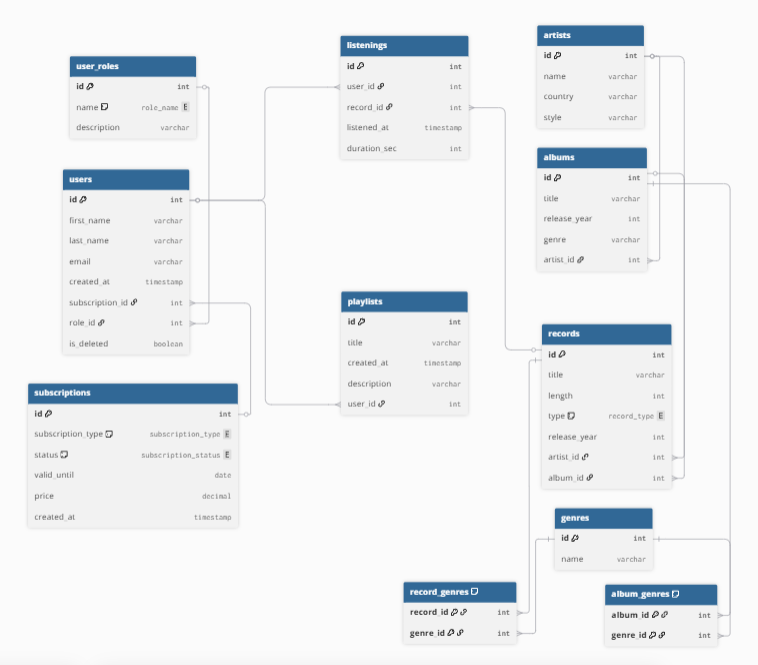 user_roles
id int
name role_name E
description varchar
users
id int
first_name varchar
last_name varchar
email varchar
created_at timestamp
subscription_id int
role_id int
is_deleted boolean
subscriptions
id int
subscription_type subscription_type E
status subscription_status E
valid_until date
price decimal
created_at timestamp
listenings
id int
user_id int
record_id int
listened_at timestamp
duration_sec int
playlists
id int
title varchar
created_at timestamp
description varchar
user_id int
artists
id int
name varchar
country varchar
style varchar
albums
id int
title varchar
release_year int
genre varchar
artist_id int
records
id int
title varchar
length int
type record_type E
release_year int
artist_id int
album_id int
genres
id int
name varchar
record_genres
record_id int
genre_id int
album_genres
album_id int
genre_id int